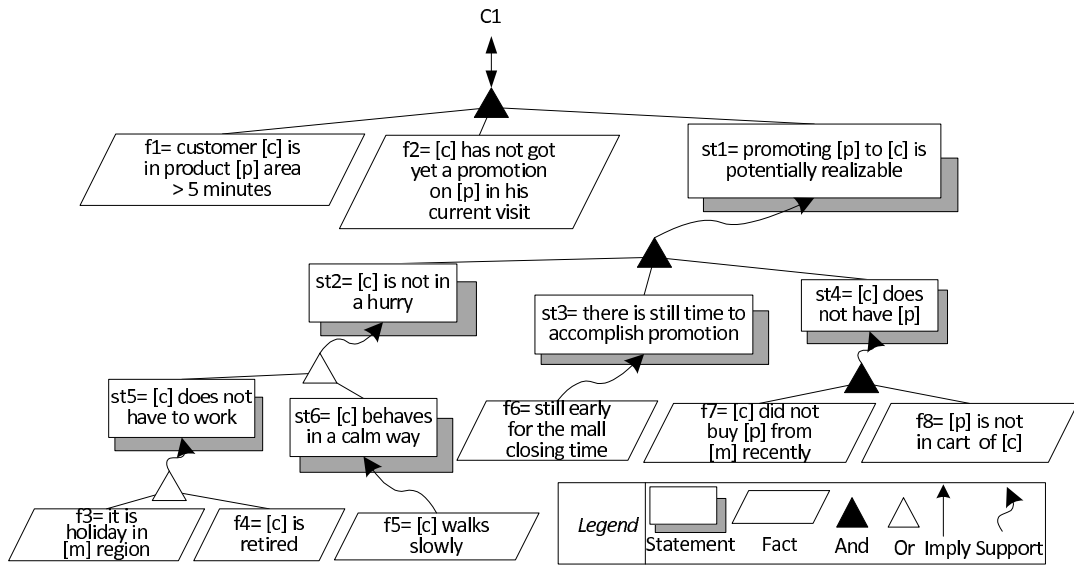 C1
f1= customer [c] is
in product [p] area
> 5 minutes
f2= [c] has not got
yet a promotion
on [p] in his
current visit
st1= promoting [p] to [c] is
potentially realizable
st2= [c] is not in
a hurry
st3= there is still time to
accomplish promotion
st4= [c] does
not have [p]
st5= [c] does not
have to work
st6= [c] behaves
in a calm way
f6= still early
for the mall
closing time
f7= [c] did not
buy [p] from
[m] recently
f8= [p] is not
in cart of [c]
f3= it is
holiday in
[m] region
f4= [c] is
retired
f5= [c] walks
slowly
Legend
Statement
Fact
And
Or
Imply
Support